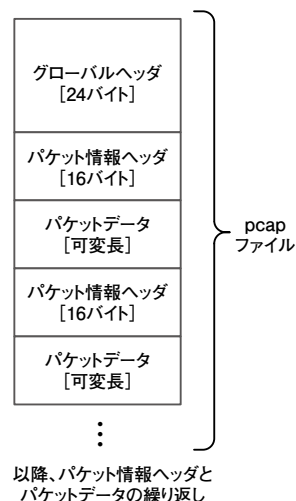 グローバルヘッダ
[24バイト]
パケット情報ヘッダ
[16バイト]
パケットデータ
[可変長]
パケット情報ヘッダ
[16バイト]
パケットデータ
[可変長]
pcap
ファイル
以降、パケット情報ヘッダと
パケットデータの繰り返し